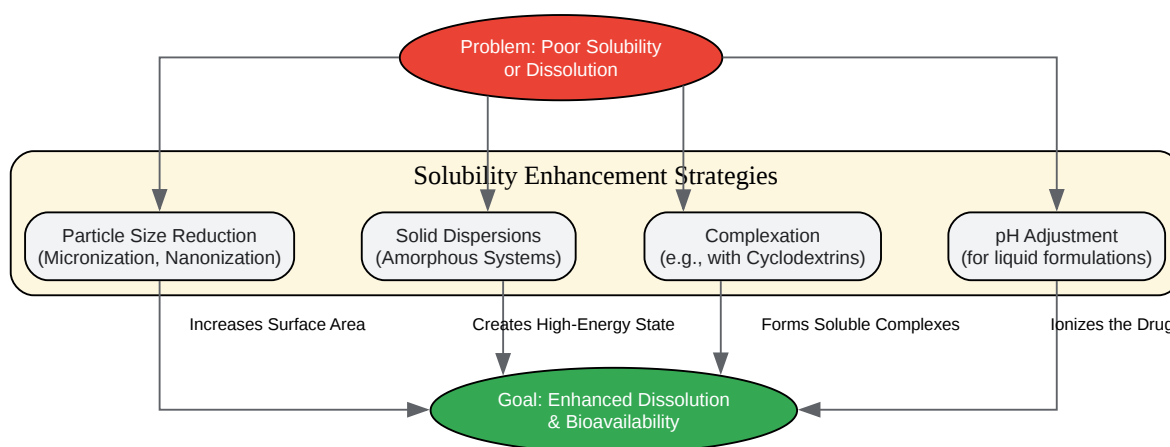 Problem: Poor Solubility
or Dissolution
Solubility Enhancement Strategies
Particle Size Reduction
(Micronization, Nanonization)
Solid Dispersions
(Amorphous Systems)
Complexation
(e.g., with Cyclodextrins)
pH Adjustment
(for liquid formulations)
Increases Surface Area
Creates High-Energy State
Forms Soluble Complexes
Ionizes the Drug
Goal: Enhanced Dissolution
& Bioavailability